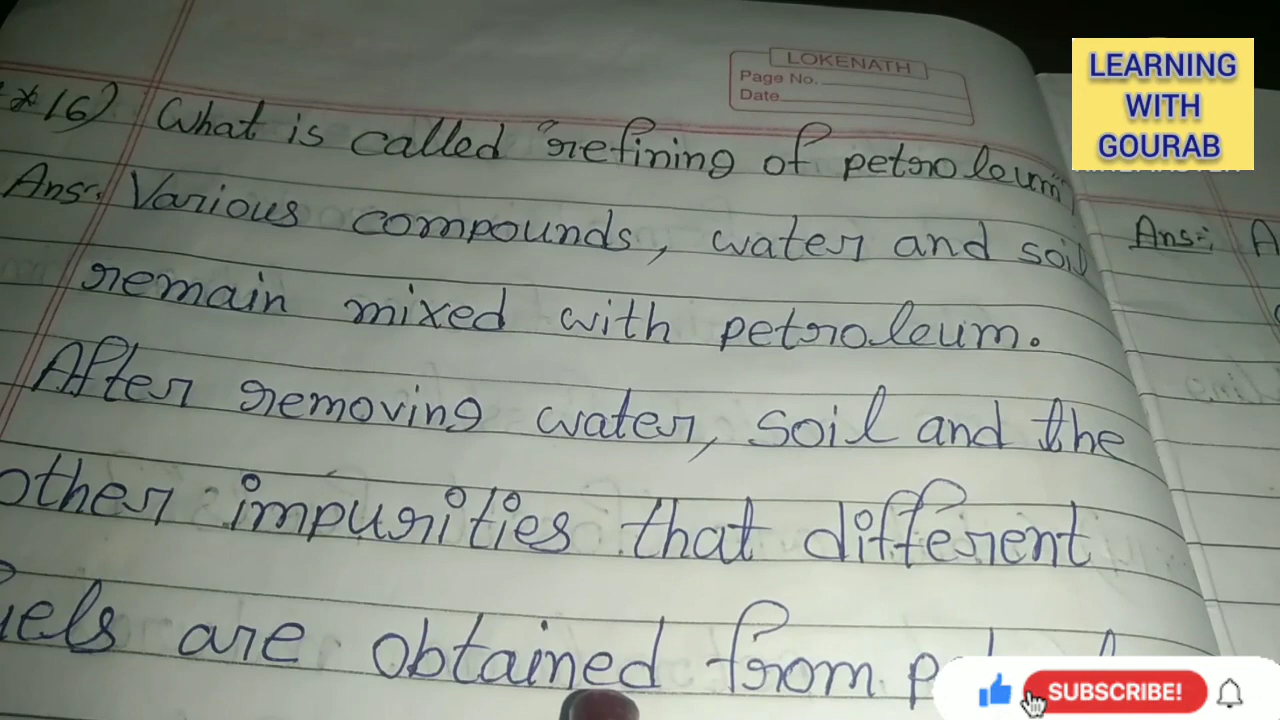 LOKENATH
Page No.
Date
LEARNING
WITH
GOURAB
* 16) What is called "refining of petroleum"
Ans:. Various compounds, water and soil
remain mixed with petroleum.
After removing water, soil and the
other impurities that different
are obtained from
Ans:. A
SUBSCRIBE!